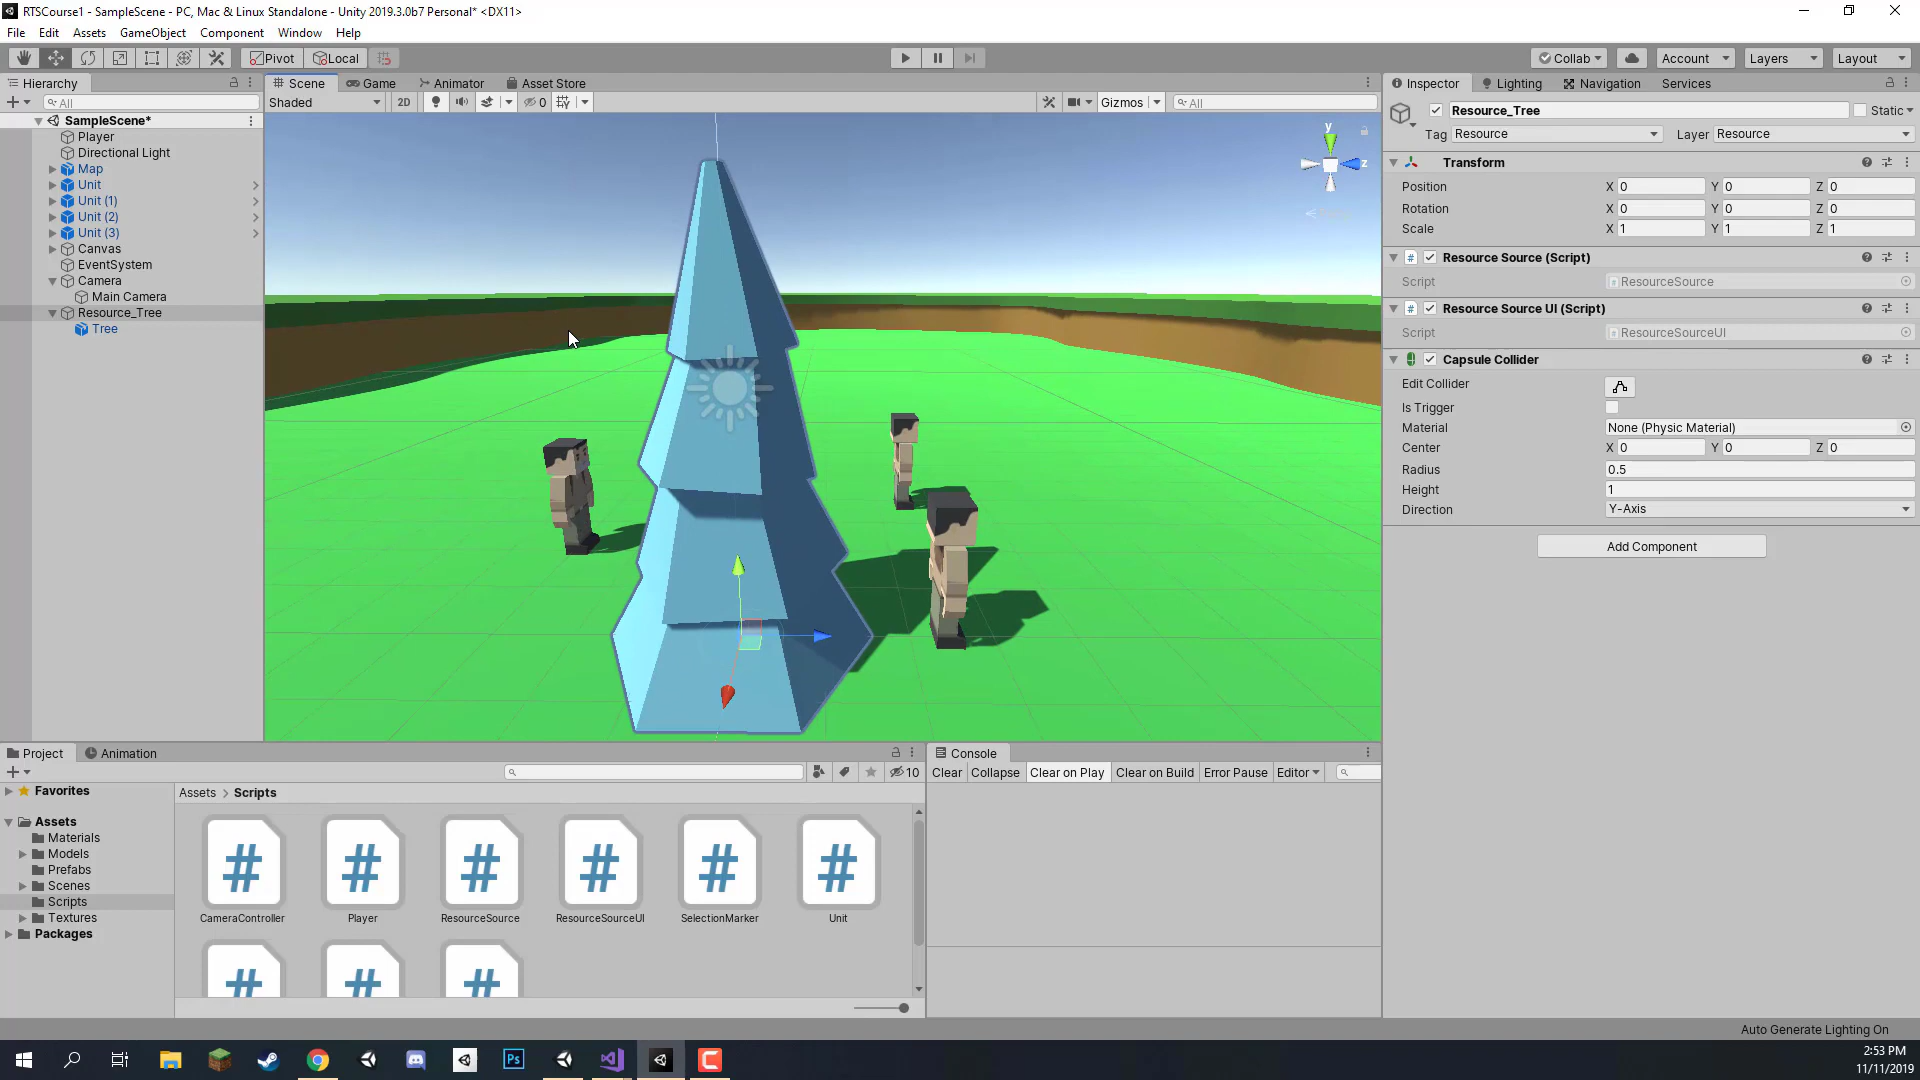 RTSCourse1 - SampleScene - PC, Mac & Linux Standalone - Unity 2019.3.0b7 Personal* <DX11>
File Edit Assets GameObject Component Window Help
Pivot Local Collab Account Layers Layout
Hierarchy
All
SampleScene*
Player
Directional Light
Map
Unit
Unit (1)
Unit (2)
Unit (3)
Canvas
EventSystem
Camera
Main Camera
Resource_Tree
Tree
Scene Game Animator Asset Store
Shaded 2D 0 Gizmos All
y
z
Inspector Lighting Navigation Services
Resource_Tree Static
Tag Resource Layer Resource
Transform
Position X 0 Y 0 Z 0
Rotation X 0 Y 0 Z 0
Scale X 1 Y 1 Z 1
# Resource Source (Script)
Script ResourceSource
# Resource Source UI (Script)
Script ResourceSourceUI
Capsule Collider
Edit Collider
Is Trigger
Material None (Physic Material)
Center X 0 Y 0 Z 0
Radius 0.5
Height 1
Direction Y-Axis
Add Component
Project Animation
10
Favorites
Assets
Materials
Models
Prefabs
Scenes
Scripts
Textures
Packages
Assets > Scripts
# # # # # #
CameraController Player ResourceSource ResourceSourceUI SelectionMarker Unit
# # #
Console
Clear Collapse Clear on Play Clear on Build Error Pause Editor
Auto Generate Lighting On
Ps
2:53 PM
11/11/2019